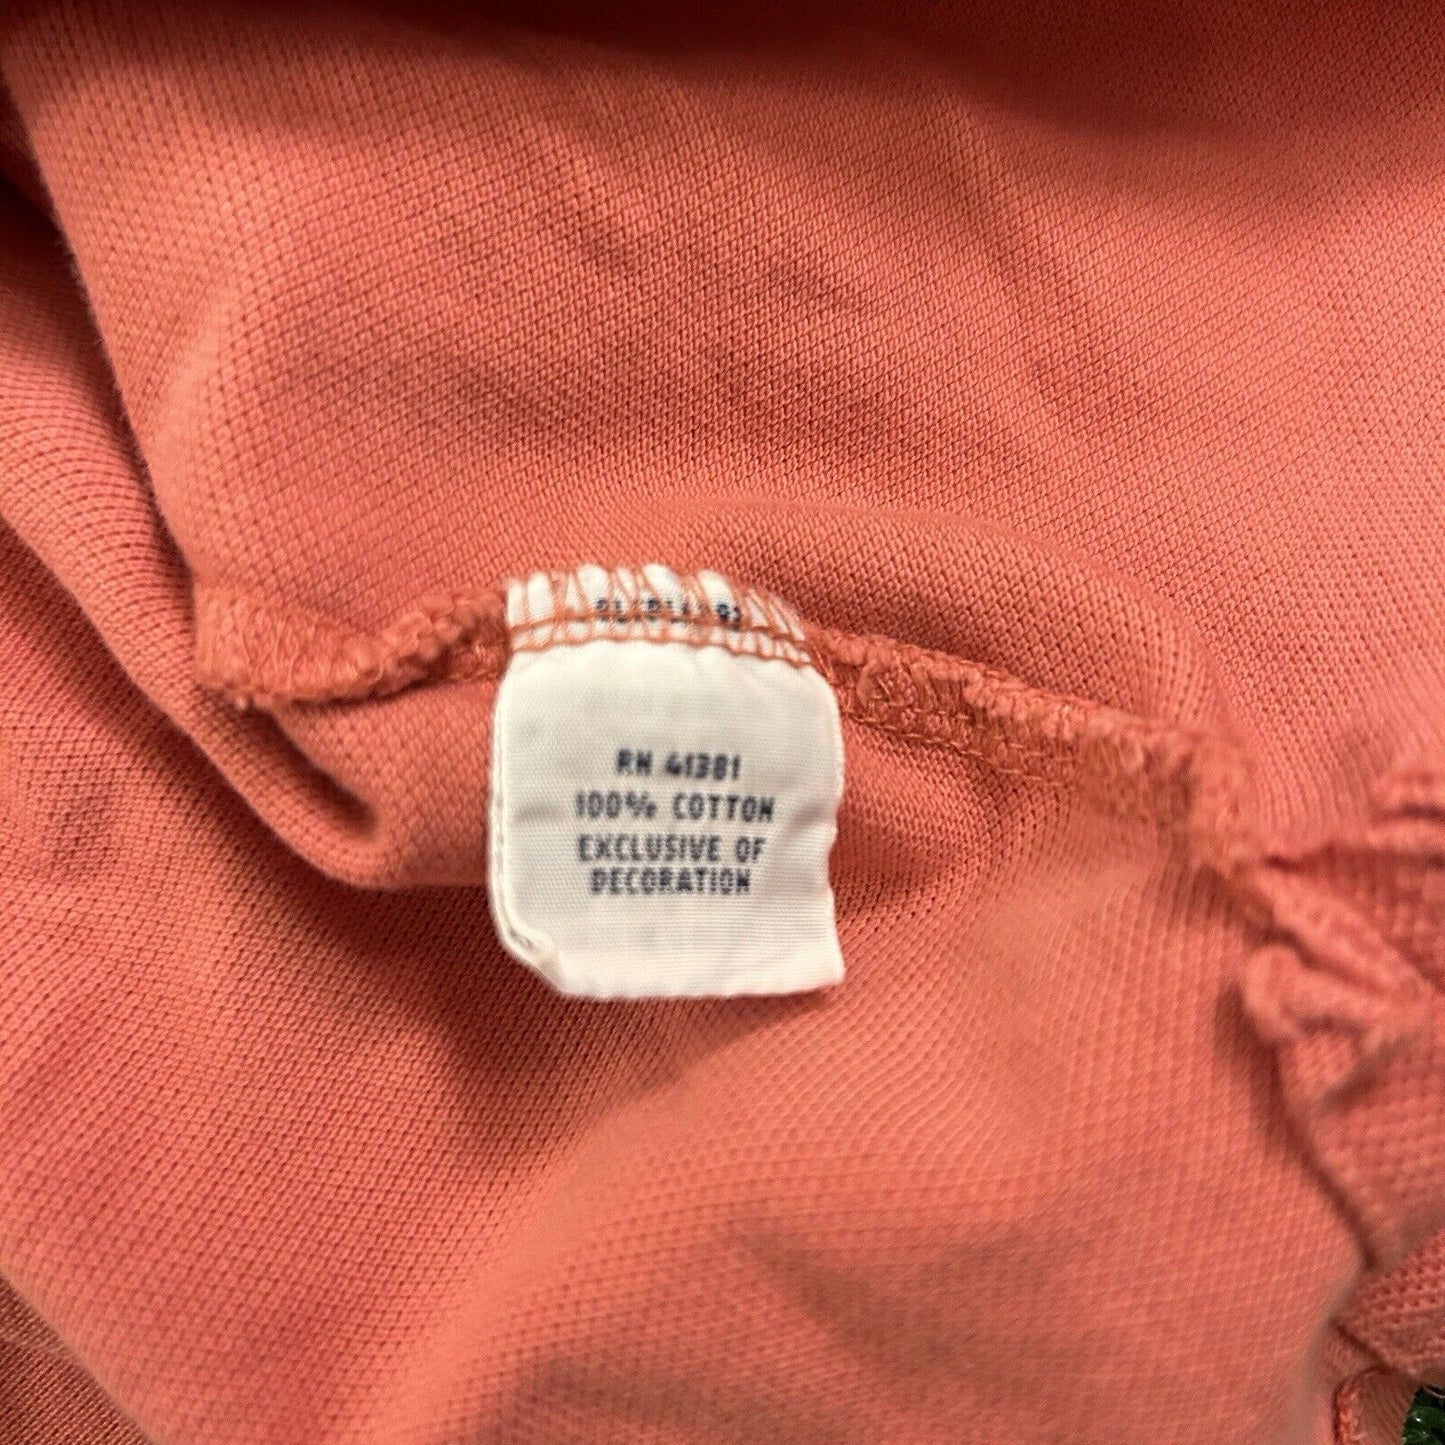 RN 41381
100% COTTON
EXCLUSIVE OF
DECORATION